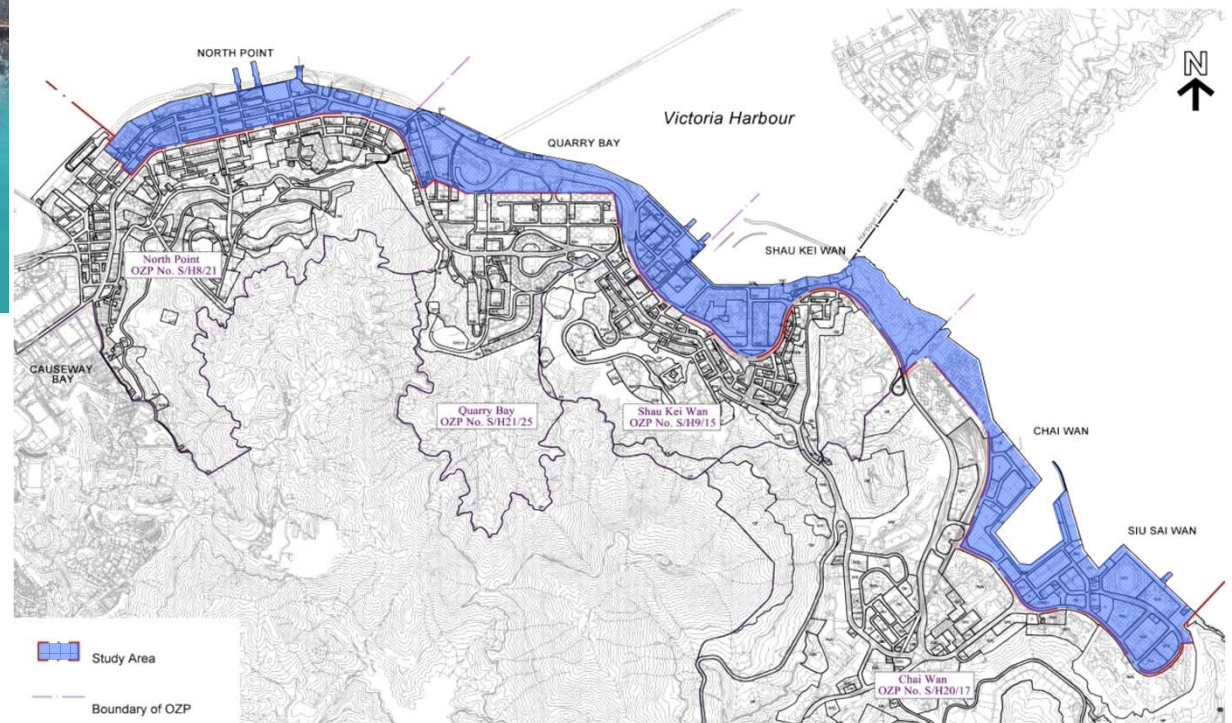 NORTH POINT
N
Victoria Harbour
QUARRY BAY
SHAU KEI WAN
North Point
OZP No. S/H8/21
CAUSEWAY
BAY
Quarry Bay
OZP No. S/H21/25
Shau Kei Wan
OZP No. S/H9/15
CHAI WAN
SIU SAI WAN
Study Area
Chai Wan
OZP No. S/H20/17
Boundary of OZP